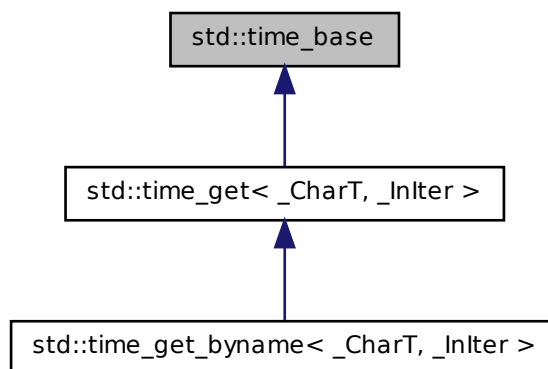 std::time_base
std::time_get< _CharT, _InIter >
std::time_get_byname< _CharT, _InIter >